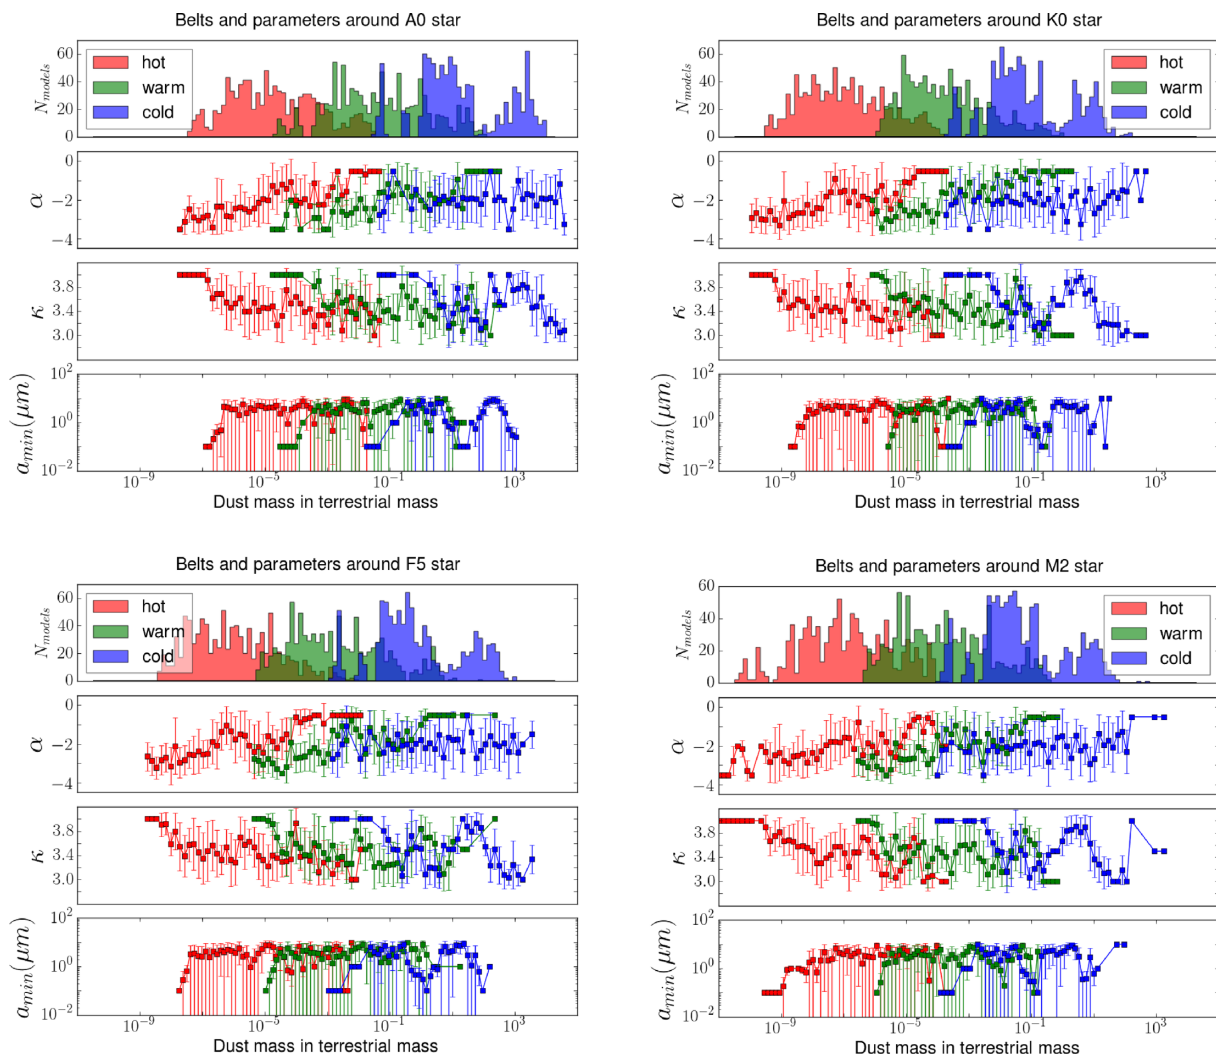 Belts and parameters around A0 star
60
40
20
0
N_models
hot
warm
cold
0
−2
−4
α
3.8
3.4
3.0
κ
10^2
10^0
10^−2
a_min(μm)
10^−9 10^−5 10^−1 10^3
Dust mass in terrestrial mass
Belts and parameters around K0 star
60
40
20
0
N_models
hot
warm
cold
0
−2
−4
α
3.8
3.4
3.0
κ
10^2
10^0
10^−2
a_min(μm)
10^−9 10^−5 10^−1 10^3
Dust mass in terrestrial mass
Belts and parameters around F5 star
60
40
20
0
N_models
hot
warm
cold
0
−2
−4
α
3.8
3.4
3.0
κ
10^2
10^0
10^−2
a_min(μm)
10^−9 10^−5 10^−1 10^3
Dust mass in terrestrial mass
Belts and parameters around M2 star
60
40
20
0
N_models
hot
warm
cold
0
−2
−4
α
3.8
3.4
3.0
κ
10^2
10^0
10^−2
a_min(μm)
10^−9 10^−5 10^−1 10^3
Dust mass in terrestrial mass